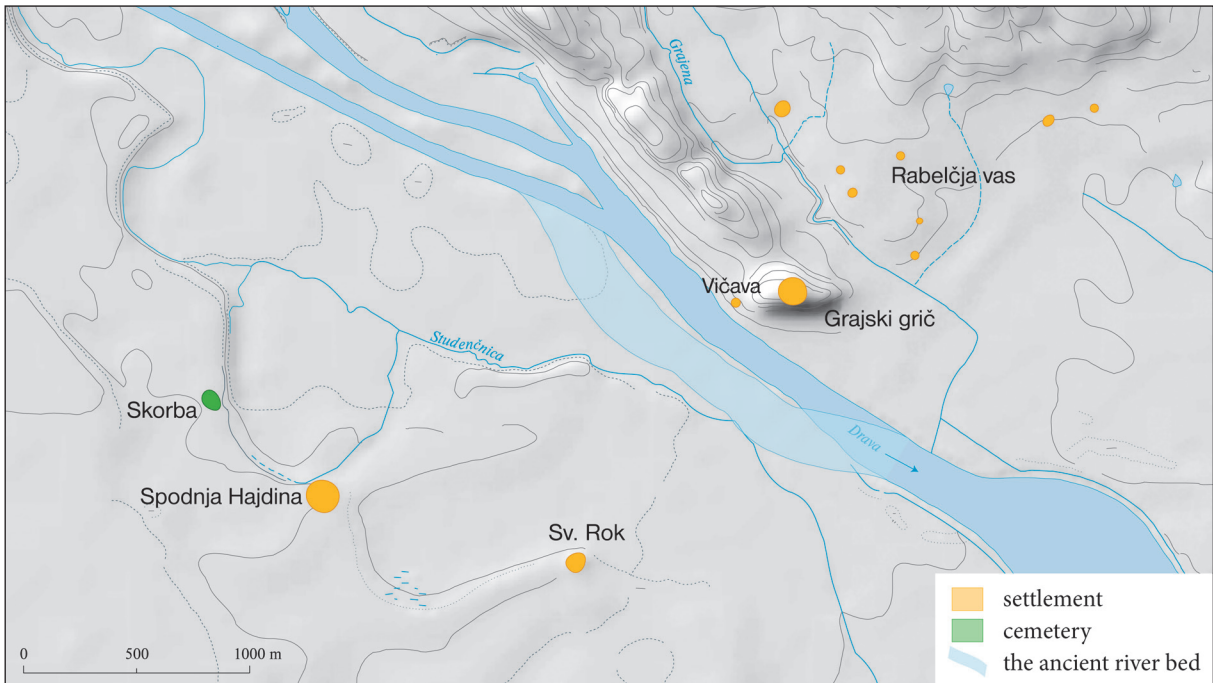 Grajena
Rabelčja vas
Vičava
Grajski grič
Studenčnica
Skorba
Drava
Spodnja Hajdina
Sv. Rok
settlement
cemetery
the ancient river bed
0 500 1000 m